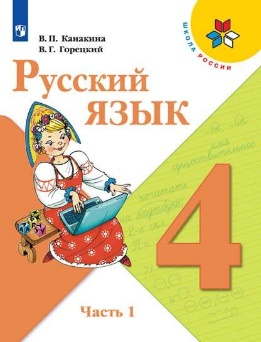 В. П. Канакина
В. Г. Горецкий
ШКОЛА РОССИИ
Русский
язык
4
Часть 1